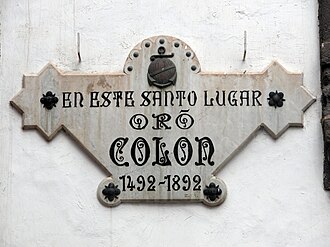 EN ESTE SANTO LUGAR
ORÓ
COLON
1492-1892